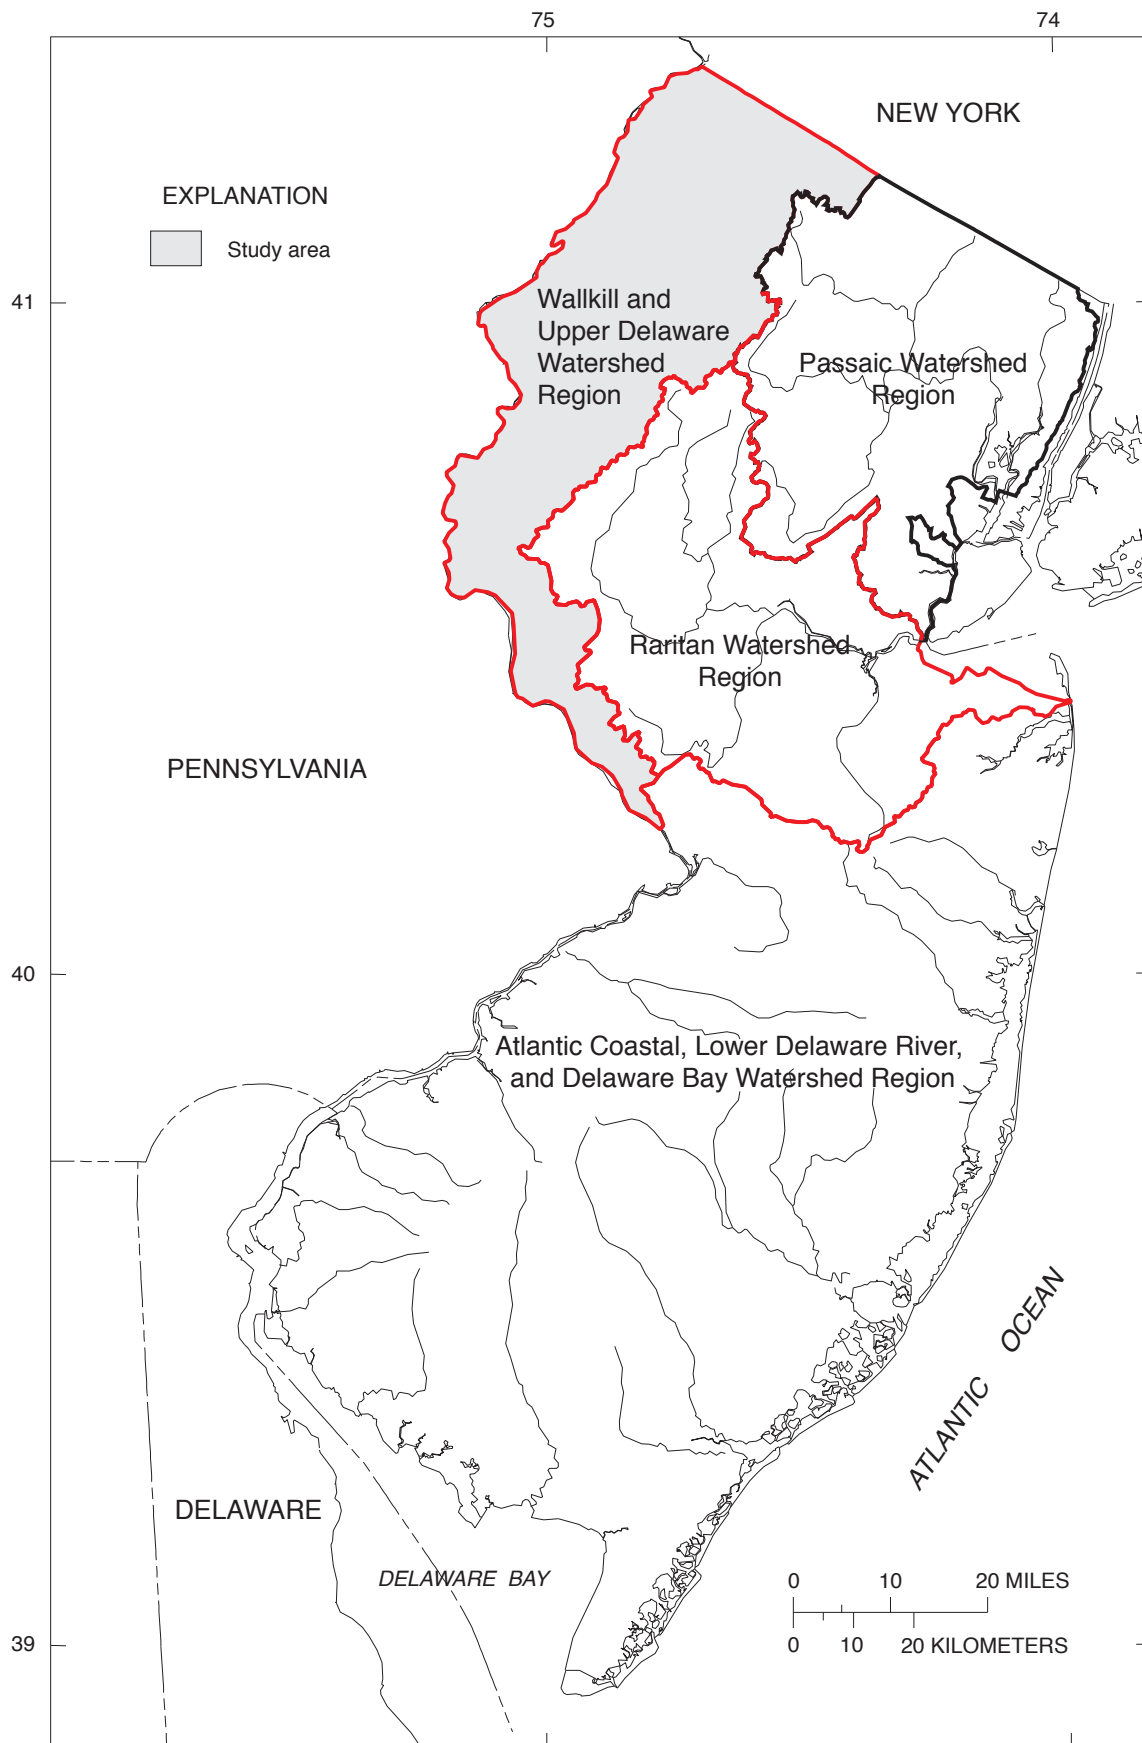 75
74
NEW YORK
EXPLANATION
Study area
41
Wallkill and
Upper Delaware
Watershed
Region
Passaic Watershed
Region
Raritan Watershed
Region
PENNSYLVANIA
40
Atlantic Coastal, Lower Delaware River,
and Delaware Bay Watershed Region
ATLANTIC OCEAN
DELAWARE
DELAWARE BAY
0 10 20 MILES
0 10 20 KILOMETERS
39